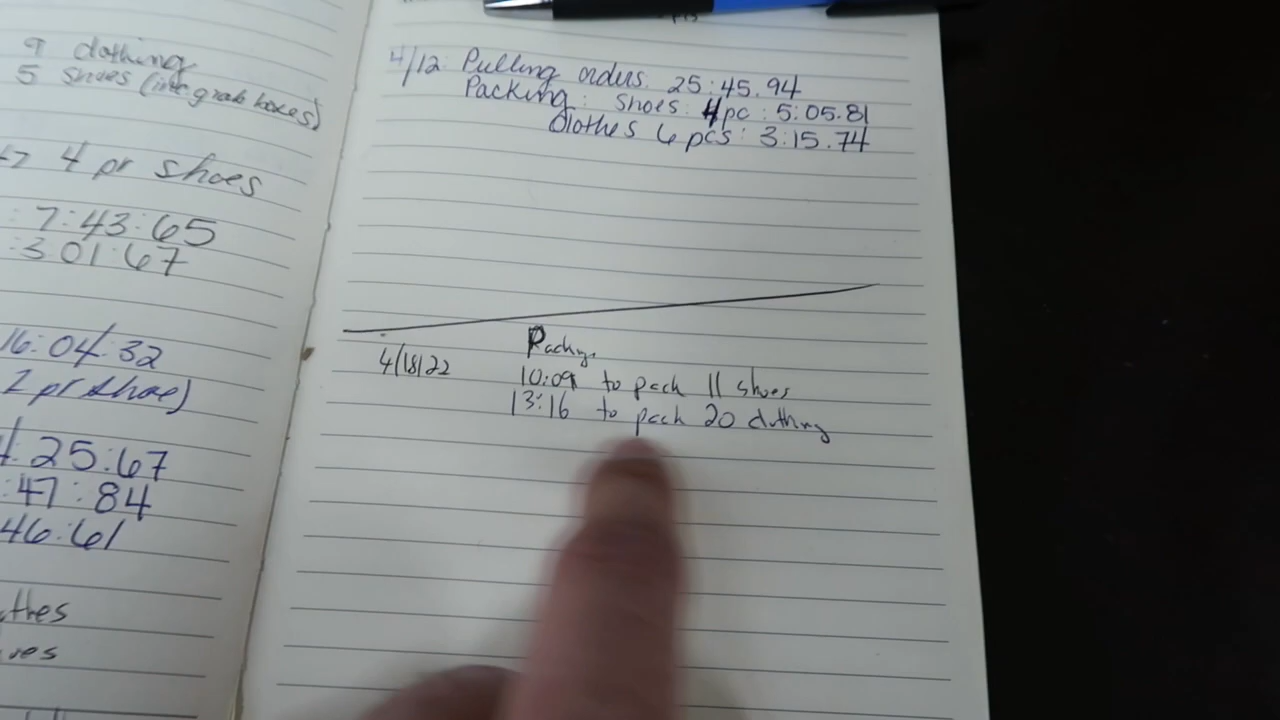 9 clothing
5 shoes (inc grab boxes)
4 pr shoes
: 7:43:65
:3 01:67
16:04:32
2 pr shoe)
25:67
:47:84
46:61
4/12 Pulling orders: 25:45.94
Packing: shoes: 4pc: 5:05.81
Clothes 6 pcs: 3:15.74
4/18/22
Packing
10:09 to pack 11 shoes
13:16 to pack 20 clothing